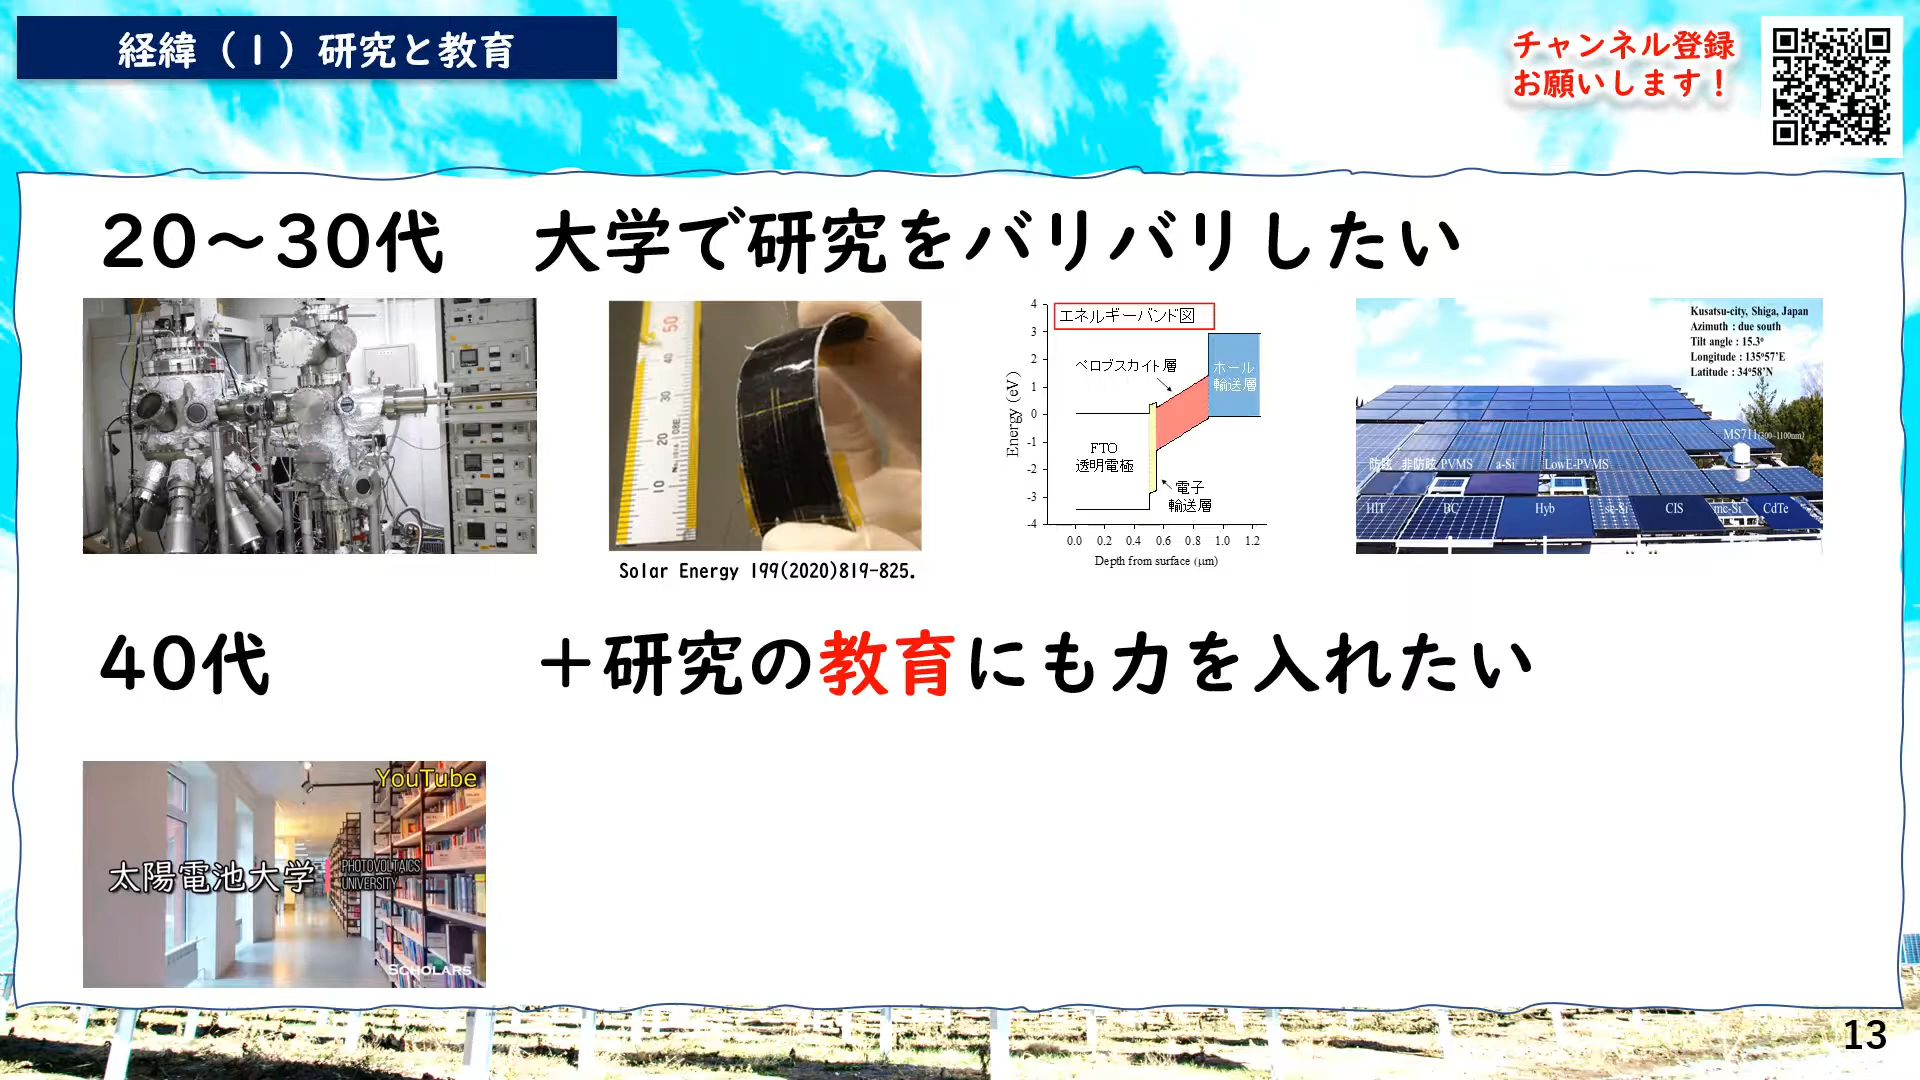 経緯（1）研究と教育
チャンネル登録
お願いします！
20～30代　大学で研究をバリバリしたい
50
40
30
20
10
Solar Energy 199(2020)819-825.
エネルギーバンド図
ペロブスカイト層
ホール
輸送層
FTO
透明電極
電子
輸送層
Energy (eV)
4
3
2
1
0
-1
-2
-3
-4
0.0 0.2 0.4 0.6 0.8 1.0 1.2
Depth from surface (μm)
Kusatsu-city, Shiga, Japan
Azimuth : due south
Tilt angle : 15.3°
Longitude : 135°57'E
Latitude : 34°58'N
MS711(300~1100nm)
防眩 非防眩 PVMS a-Si LowE-PVMS
HIT BC Hyb sc-Si CIS mc-Si CdTe
40代　＋研究の教育にも力を入れたい
YouTube
太陽電池大学
PHOTOVOLTAICS
UNIVERSITY
SCHOLARS
13